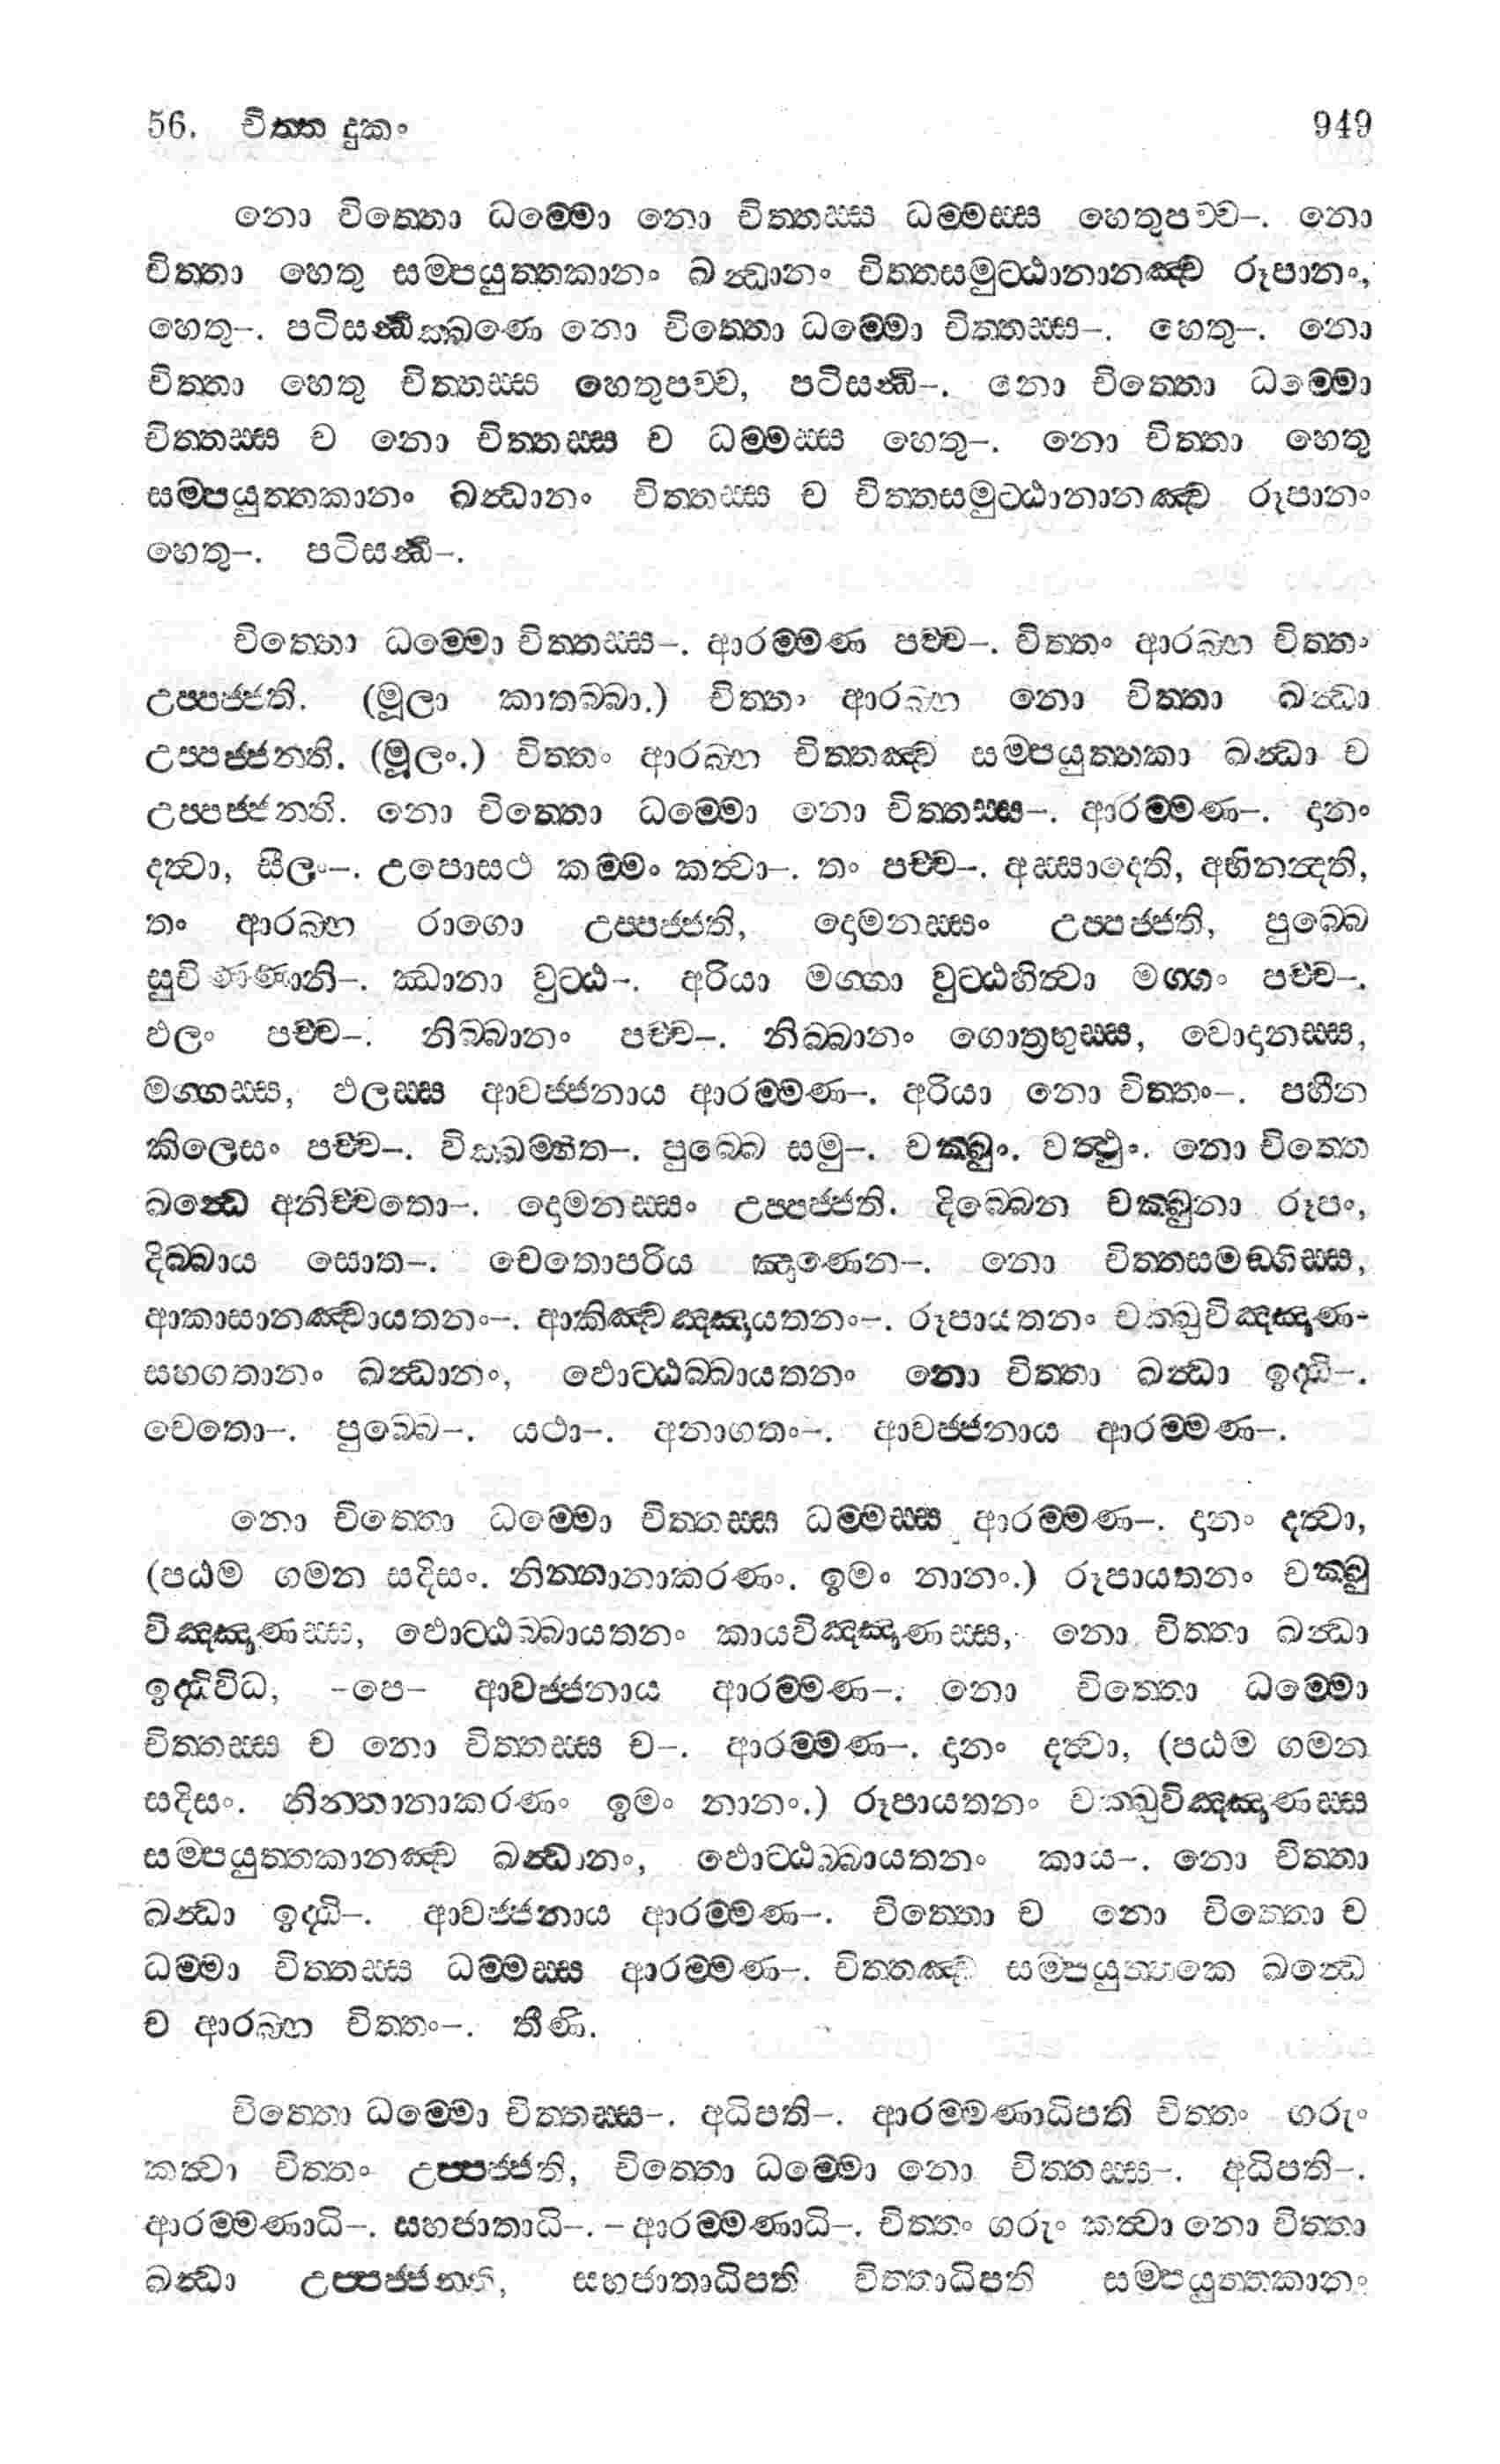 56. චිත්ත දුකං 949
නො චිත්තො ධම්මො නො චිත්තස්ස ධම්මස්ස හෙතුපච්ච–. නො
චිත්තා හෙතු සම්පයුත්තකානං ඛන්ධානං චිත්තසමුට්ඨානානඤ්ච රූපානං,
හෙතු–. පටිසන්ධික්ඛණෙ නො චිත්තො ධම්මො චිත්තස්ස–. හෙතු–. නො
චිත්තා හෙතු චිත්තස්ස හෙතුපච්ච, පටිසන්ධි–. නො චිත්තො ධම්මො
චිත්තස්ස ච නො චිත්තස්ස ච ධම්මස්ස හෙතු–. නො චිත්තා හෙතු
සම්පයුත්තකානං ඛන්ධානං චිත්තස්ස ච චිත්තසමුට්ඨානානඤ්ච රූපානං
හෙතු–. පටිසන්ධි–.
චිත්තො ධම්මො චිත්තස්ස–. ආරම්මණ පච්ච–. චිත්තං ආරබ්භ චිත්තං
උප්පජ්ජති. (මූලා කාතබ්බා.) චිත්තං ආරබ්භ නො චිත්තා ඛන්ධා
උප්පජ්ජන්ති. (මූලං.) චිත්තං ආරබ්භ චිත්තඤ්ච සම්පයුත්තකා ඛන්ධා ච
උප්පජ්ජන්ති. නො චිත්තො ධම්මො නො චිත්තස්ස–. ආරම්මණ–. දානං
දත්වා, සීලං–. උපොසථ කම්මං කත්වා–. තං පච්ච–. අස්සාදෙති, අභිනන්දති,
තං ආරබ්භ රාගො උප්පජ්ජති, දොමනස්සං උප්පජ්ජති, පුබ්බෙ
සුචිණ්ණානි–. ඣානා වුට්ඨ–. අරියා මග්ගා වුට්ඨහිත්වා මග්ගං පච්ච–.
ඵලං පච්ච–. නිබ්බානං පච්ච–. නිබ්බානං ගොත්‍රභුස්ස, වොදානස්ස,
මග්ගස්ස, ඵලස්ස ආවජ්ජනාය ආරම්මණ–. අරියා නො චිත්තං–. පහීන
කිලෙසං පච්ච–. වික්ඛම්භිත–. පුබ්බෙ සමු–. චක්ඛුං. වත්ථුං. නො චිත්තෙ
ඛන්ධෙ අනිච්චතො–. දොමනස්සං උප්පජ්ජති. දිබ්බෙන චක්ඛුනා රූපං,
දිබ්බාය සොත–. චෙතොපරිය ඤාණෙන–. නො චිත්තසමඞ්ගිස්ස,
ආකාසානඤ්චායතනං–. ආකිඤ්චඤ්ඤායතනං–. රූපායතනං චක්ඛුවිඤ්ඤාණ-
සහගතානං ඛන්ධානං, ඵොට්ඨබ්බායතනං නො චිත්තා ඛන්ධා ඉද්ධි–.
චෙතො–. පුබ්බෙ–. යථා–. අනාගතං–. ආවජ්ජනාය ආරම්මණ–.
නො චිත්තො ධම්මො චිත්තස්ස ධම්මස්ස ආරම්මණ–. දානං දත්වා,
(පඨම ගමන සදිසං. නින්නානාකරණං. ඉමං නානං.) රූපායතනං චක්ඛු
විඤ්ඤාණස්ස, ඵොට්ඨබ්බායතනං කායවිඤ්ඤාණස්ස, නො චිත්තා ඛන්ධා
ඉද්ධිවිධ, –පෙ– ආවජ්ජනාය ආරම්මණ–. නො චිත්තො ධම්මො
චිත්තස්ස ච නො චිත්තස්ස ච–. ආරම්මණ–. දානං දත්වා, (පඨම ගමන
සදිසං. නින්නානාකරණං ඉමං නානං.) රූපායතනං චක්ඛුවිඤ්ඤාණස්ස
සම්පයුත්තකානඤ්ච ඛන්ධානං, ඵොට්ඨබ්බායතනං කාය–. නො චිත්තා
ඛන්ධා ඉද්ධි–. ආවජ්ජනාය ආරම්මණ–. චිත්තො ච නො චිත්තො ච
ධම්මා චිත්තස්ස ධම්මස්ස ආරම්මණ–. චිත්තඤ්ච සම්පයුත්තකෙ ඛන්ධෙ
ච ආරබ්භ චිත්තං–. තීණි.
චිත්තො ධම්මො චිත්තස්ස–. අධිපති–. ආරම්මණාධිපති චිත්තං ගරුං
කත්වා චිත්තං උප්පජ්ජති, චිත්තො ධම්මො නො චිත්තස්ස–. අධිපති–.
ආරම්මණාධි–. සහජාතාධි–. – ආරම්මණාධි–. චිත්තං ගරුං කත්වා නො චිත්තා
ඛන්ධා උප්පජ්ජන්ති, සහජාතාධිපති චිත්තාධිපති සම්පයුත්තකානං